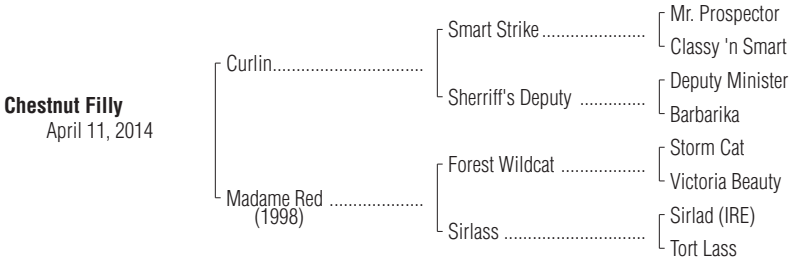 Mr. Prospector
Smart Strike......................
Classy 'n Smart
Curlin................................
Deputy Minister
Sherriff's Deputy ..............
Barbarika
Chestnut Filly
April 11, 2014
Storm Cat
Forest Wildcat ..................
Victoria Beauty
Madame Red ....................
(1998)
Sirlad (IRE)
Sirlass ..............................
Tort Lass